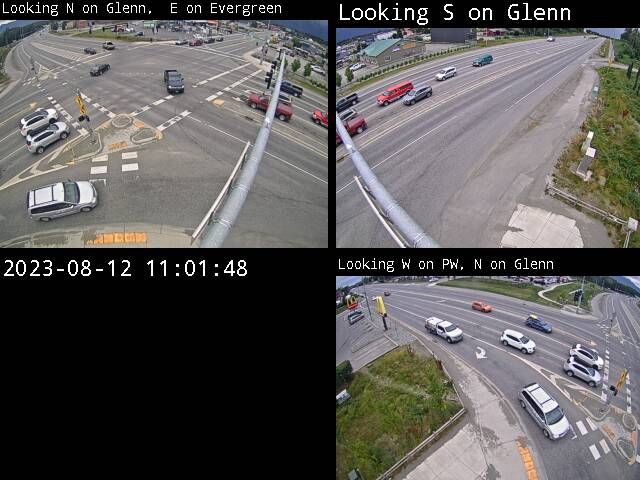 Looking N on Glenn,  E on Evergreen
Looking S on Glenn
2023-08-12 11:01:48
Looking W on PW, N on Glenn